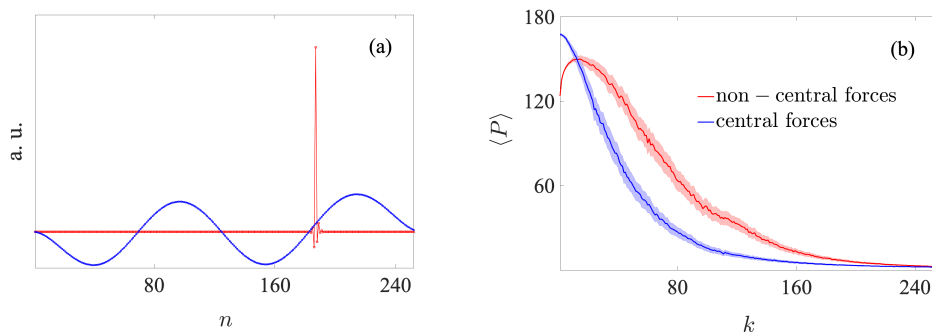 (a)
a. u.
80
160
240
n
180
(b)
non − central forces
central forces
120
⟨P⟩
60
80
160
240
k